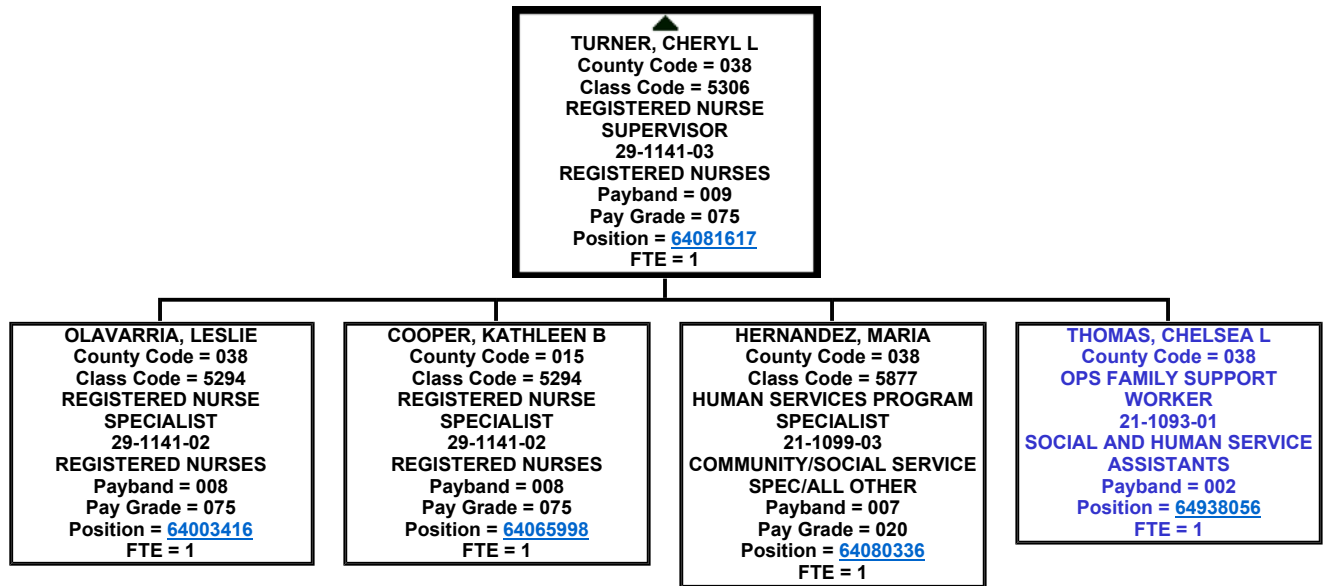 TURNER, CHERYL L
County Code = 038
Class Code = 5306
REGISTERED NURSE
SUPERVISOR
29-1141-03
REGISTERED NURSES
Payband = 009
Pay Grade = 075
Position = 64081617
FTE = 1
OLAVARRIA, LESLIE
County Code = 038
Class Code = 5294
REGISTERED NURSE
SPECIALIST
29-1141-02
REGISTERED NURSES
Payband = 008
Pay Grade = 075
Position = 64003416
FTE = 1
COOPER, KATHLEEN B
County Code = 015
Class Code = 5294
REGISTERED NURSE
SPECIALIST
29-1141-02
REGISTERED NURSES
Payband = 008
Pay Grade = 075
Position = 64065998
FTE = 1
HERNANDEZ, MARIA
County Code = 038
Class Code = 5877
HUMAN SERVICES PROGRAM
SPECIALIST
21-1099-03
COMMUNITY/SOCIAL SERVICE
SPEC/ALL OTHER
Payband = 007
Pay Grade = 020
Position = 64080336
FTE = 1
THOMAS, CHELSEA L
County Code = 038
OPS FAMILY SUPPORT
WORKER
21-1093-01
SOCIAL AND HUMAN SERVICE
ASSISTANTS
Payband = 002
Position = 64938056
FTE = 1